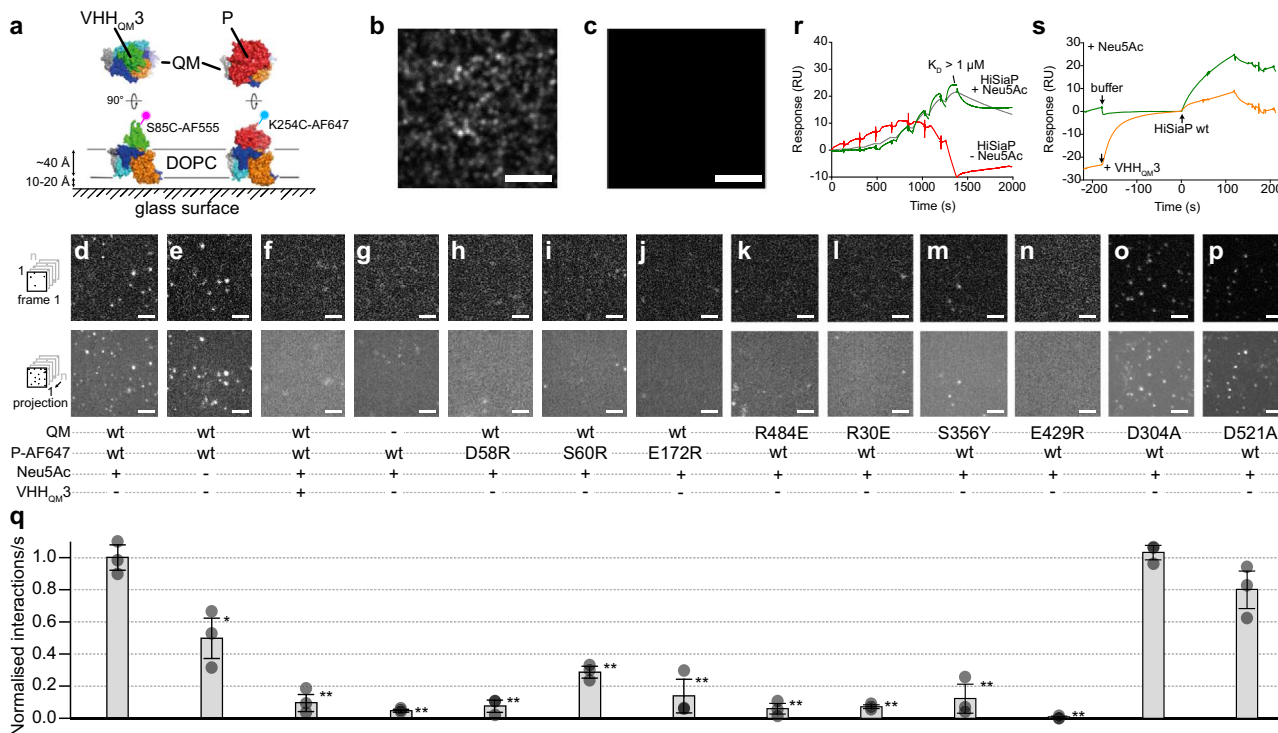 a
VHH_QM3
P
QM
90°
S85C-AF555
K254C-AF647
~40 Å
DOPC
10-20 Å
glass surface
b
c
r
Response (RU)
40
30
20
10
0
-10
K_D > 1 µM
HiSiaP
+ Neu5Ac
HiSiaP
- Neu5Ac
0 500 1000 1500 2000
Time (s)
s
Response (RU)
30
20
10
0
-10
-20
-30
+ Neu5Ac
buffer
HiSiaP wt
+ VHH_QM3
-200 -100 0 100 200
Time (s)
d e f g h i j k l m n o p
n
1
frame 1
n
1
projection
QM wt wt wt - wt wt wt R484E R30E S356Y E429R D304A D521A
P-AF647 wt wt wt wt D58R S60R E172R wt wt wt wt wt wt
Neu5Ac + - + + + + + + + + + + +
VHH_QM3 - - + - - - - - - - - - -
q
Normalised interactions/s
1.0
0.8
0.6
0.4
0.2
0.0
* ** ** ** ** ** ** ** ** **